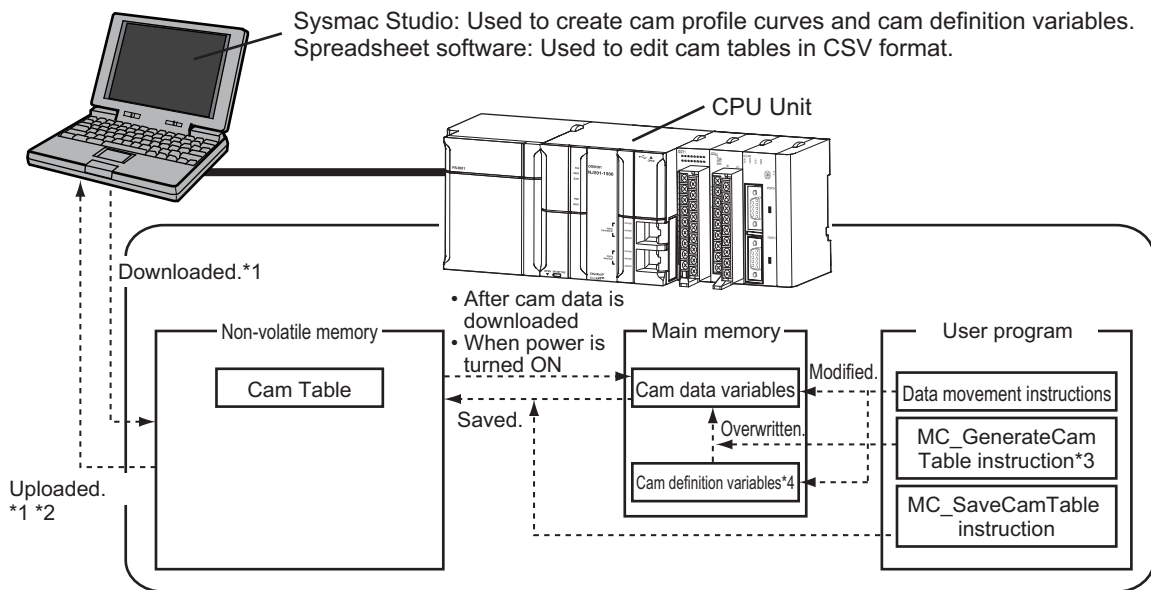 Sysmac Studio: Used to create cam profile curves and cam definition variables.
Spreadsheet software: Used to edit cam tables in CSV format.
CPU Unit
NJ501-1500
Downloaded.*1
• After cam data is
downloaded
• When power is
turned ON
Non-volatile memory
Cam Table
Saved.
Main memory
Cam data variables
Overwritten.
Cam definition variables*4
Modified.
User program
Data movement instructions
MC_GenerateCam
Table instruction*3
MC_SaveCamTable
instruction
Uploaded.
*1 *2